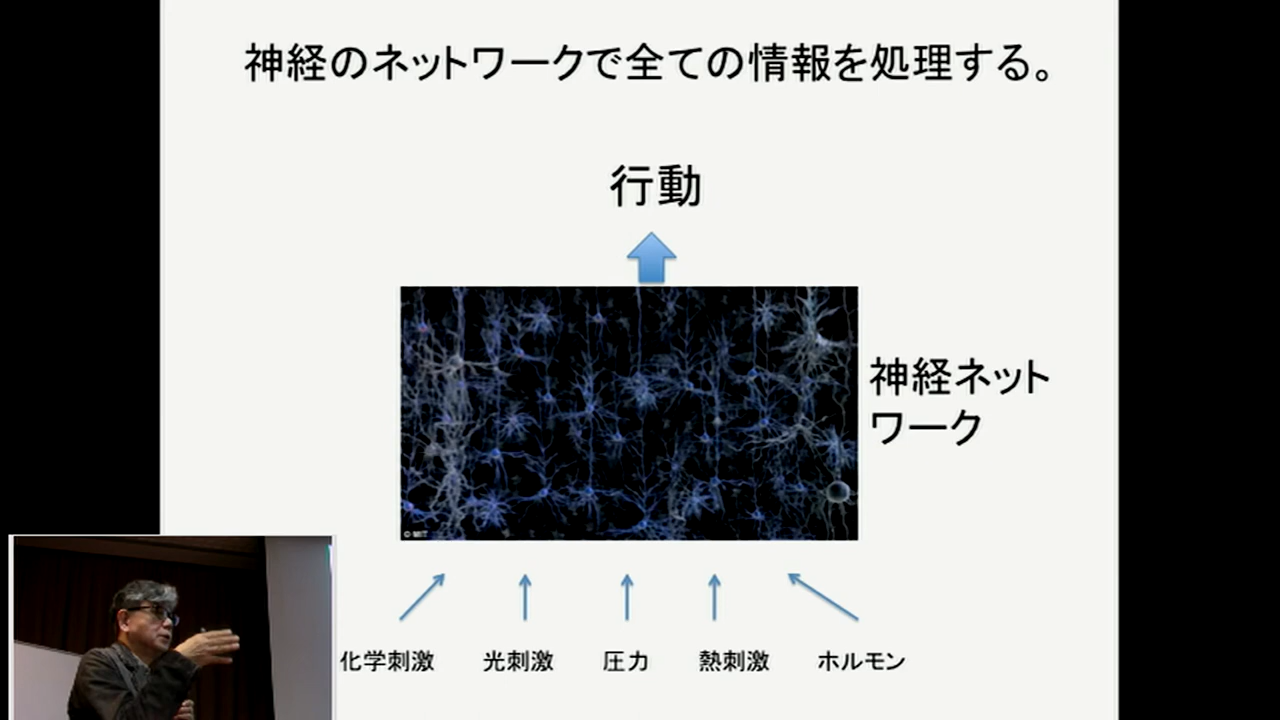 神経のネットワークで全ての情報を処理する。
行動
神経ネット
ワーク
© MIT
化学刺激 光刺激 圧力 熱刺激 ホルモン